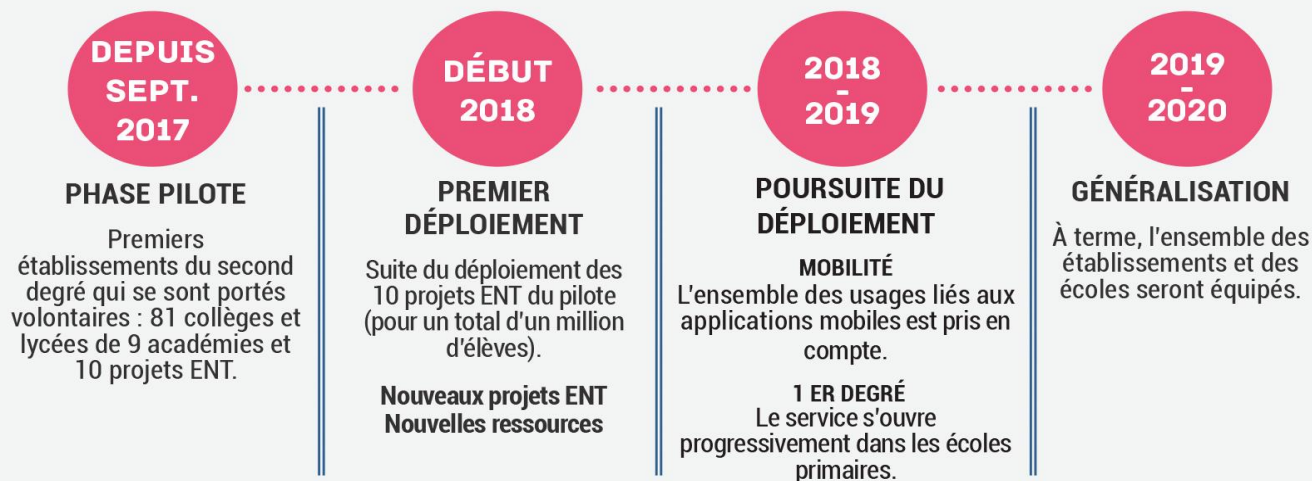 DEPUIS
SEPT.
2017
PHASE PILOTE
Premiers
établissements du second
degré qui se sont portés
volontaires : 81 collèges et
lycées de 9 académies et
10 projets ENT.
DÉBUT
2018
PREMIER
DÉPLOIEMENT
Suite du déploiement des
10 projets ENT du pilote
(pour un total d'un million
d'élèves).
Nouveaux projets ENT
Nouvelles ressources
2018
-
2019
POURSUITE DU
DÉPLOIEMENT
MOBILITÉ
L'ensemble des usages liés aux
applications mobiles est pris en
compte.
1 ER DEGRÉ
Le service s'ouvre
progressivement dans les écoles
primaires.
2019
-
2020
GÉNÉRALISATION
À terme, l'ensemble des
établissements et des
écoles seront équipés.